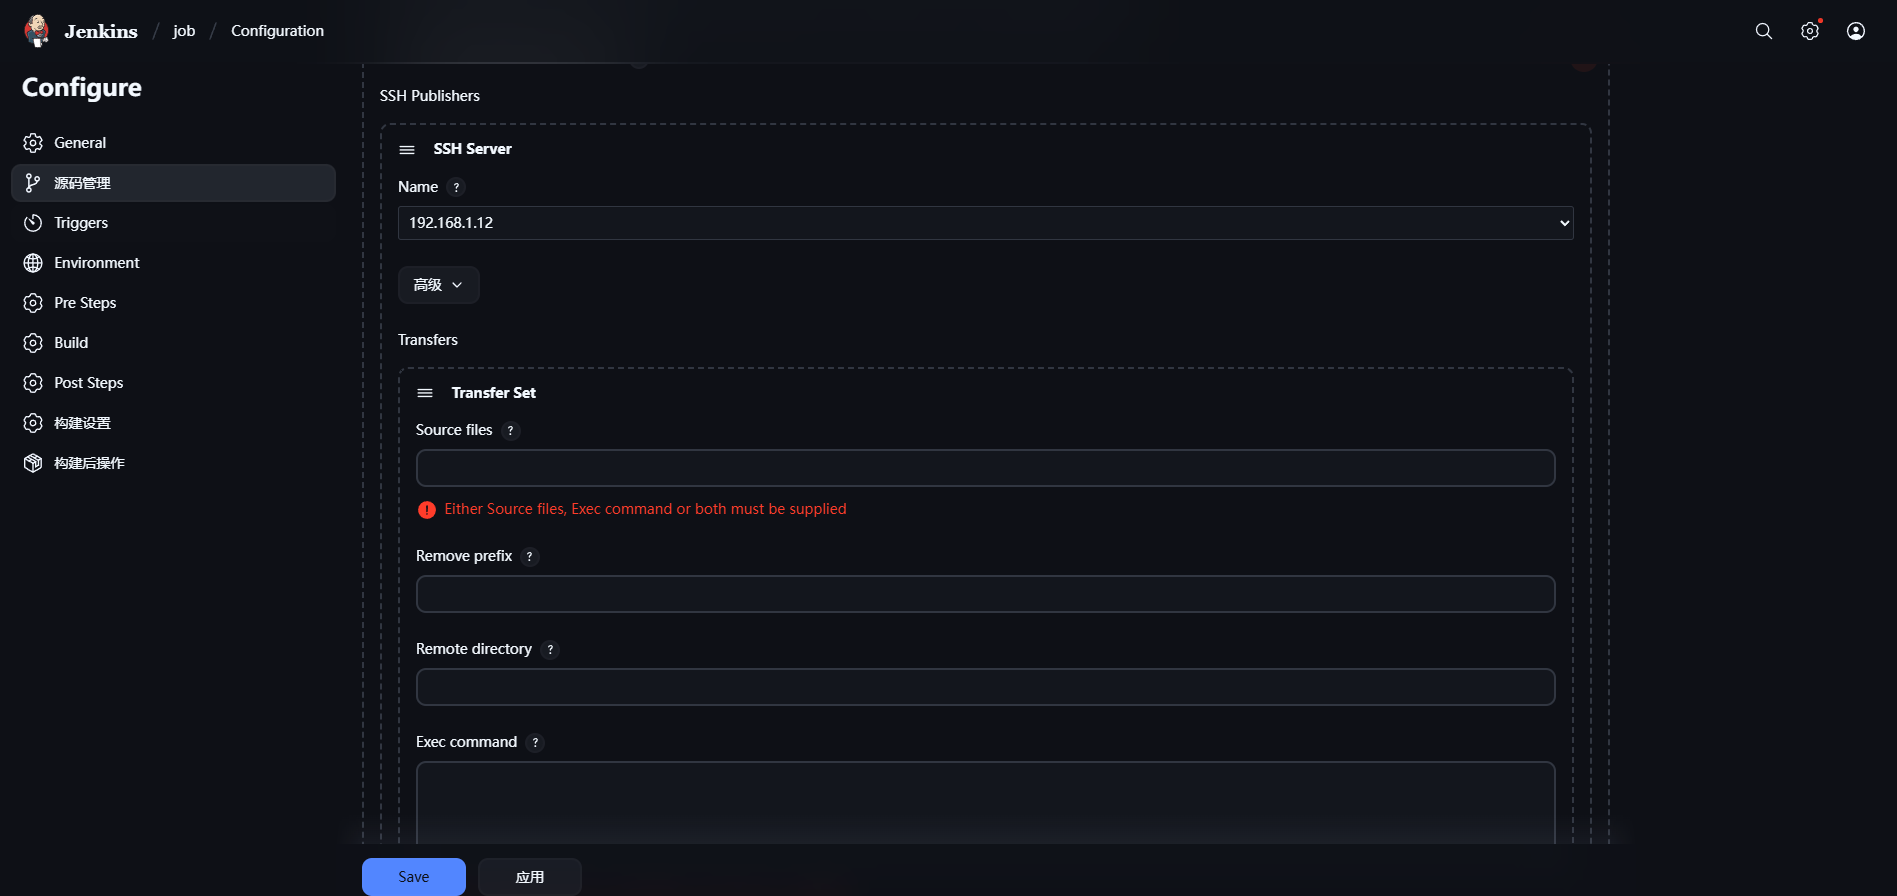 Jenkins / job / Configuration
Configure
General
源码管理
Triggers
Environment
Pre Steps
Build
Post Steps
构建设置
构建后操作
SSH Publishers
SSH Server
Name ?
192.168.1.12
高级
Transfers
Transfer Set
Source files ?
! Either Source files, Exec command or both must be supplied
Remove prefix ?
Remote directory ?
Exec command ?
Save 应用